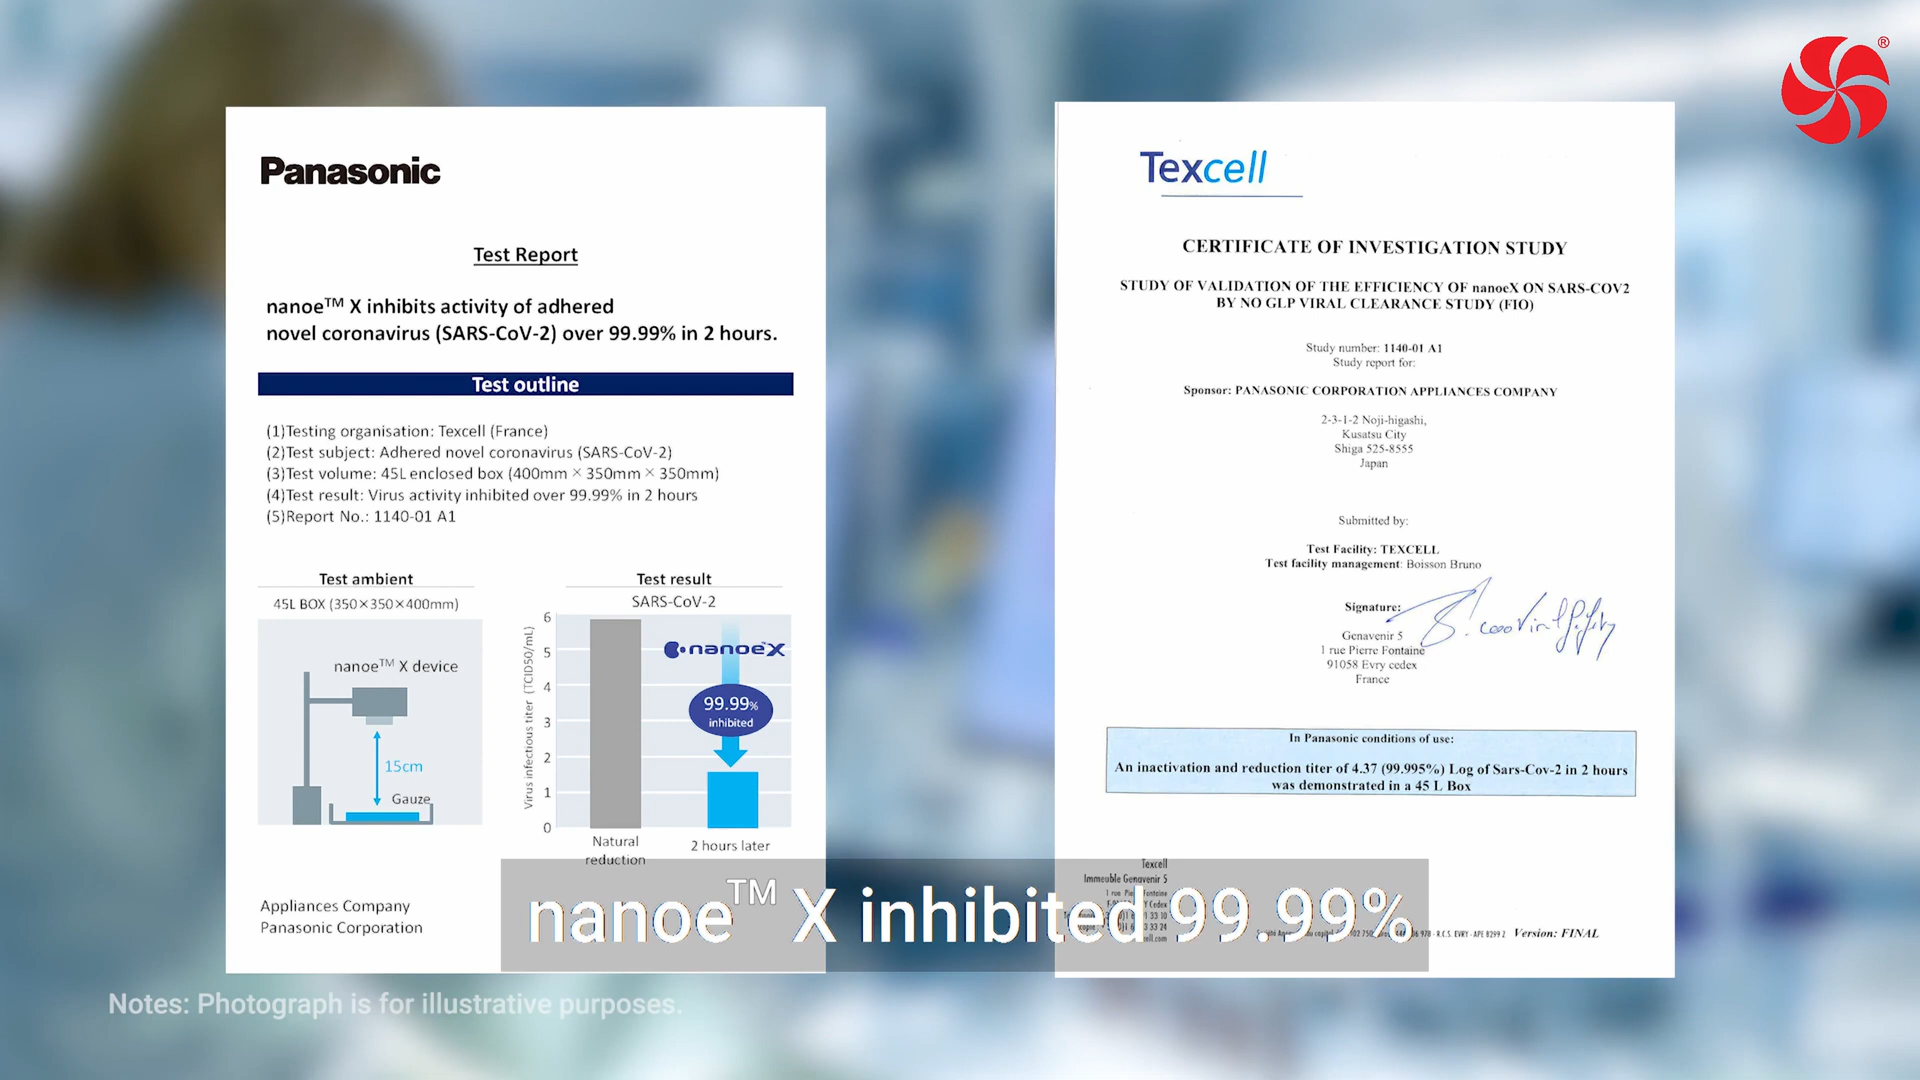 ®
Panasonic
Test Report
nanoe™ X inhibits activity of adhered
novel coronavirus (SARS-CoV-2) over 99.99% in 2 hours.
Test outline
(1)Testing organisation: Texcell (France)
(2)Test subject: Adhered novel coronavirus (SARS-CoV-2)
(3)Test volume: 45L enclosed box (400mm × 350mm × 350mm)
(4)Test result: Virus activity inhibited over 99.99% in 2 hours
(5)Report No.: 1140-01 A1
Test ambient
45L BOX (350×350×400mm)
nanoe™ X device
15cm
Gauze
Test result
SARS-CoV-2
Virus infectious titer (TCID50/mL)
6
5
4
3
2
1
0
nanoeX
99.99%
inhibited
Natural
reduction
2 hours later
Appliances Company
Panasonic Corporation
Texcell
CERTIFICATE OF INVESTIGATION STUDY
STUDY OF VALIDATION OF THE EFFICIENCY OF nanoeX ON SARS-COV2
BY NO GLP VIRAL CLEARANCE STUDY (FIO)
Study number: 1140-01 A1
Study report for:
Sponsor: PANASONIC CORPORATION APPLIANCES COMPANY
2-3-1-2 Noji-higashi,
Kusatsu City
Shiga 525-8555
Japan
Submitted by:
Test Facility: TEXCELL
Test facility management: Boisson Bruno
Signature:
Genavenir 5
1 rue Pierre Fontaine
91058 Evry cedex
France
In Panasonic conditions of use:
An inactivation and reduction titer of 4.37 (99.995%) Log of Sars-Cov-2 in 2 hours
was demonstrated in a 45 L Box
Texcell
Immeuble Genavenir 5
1 rue Fontaine
Cedex
R.C.S. EVRY - APE 8299 Z
Version: FINAL
nanoe™ X inhibited 99.99%
Notes: Photograph is for illustrative purposes.